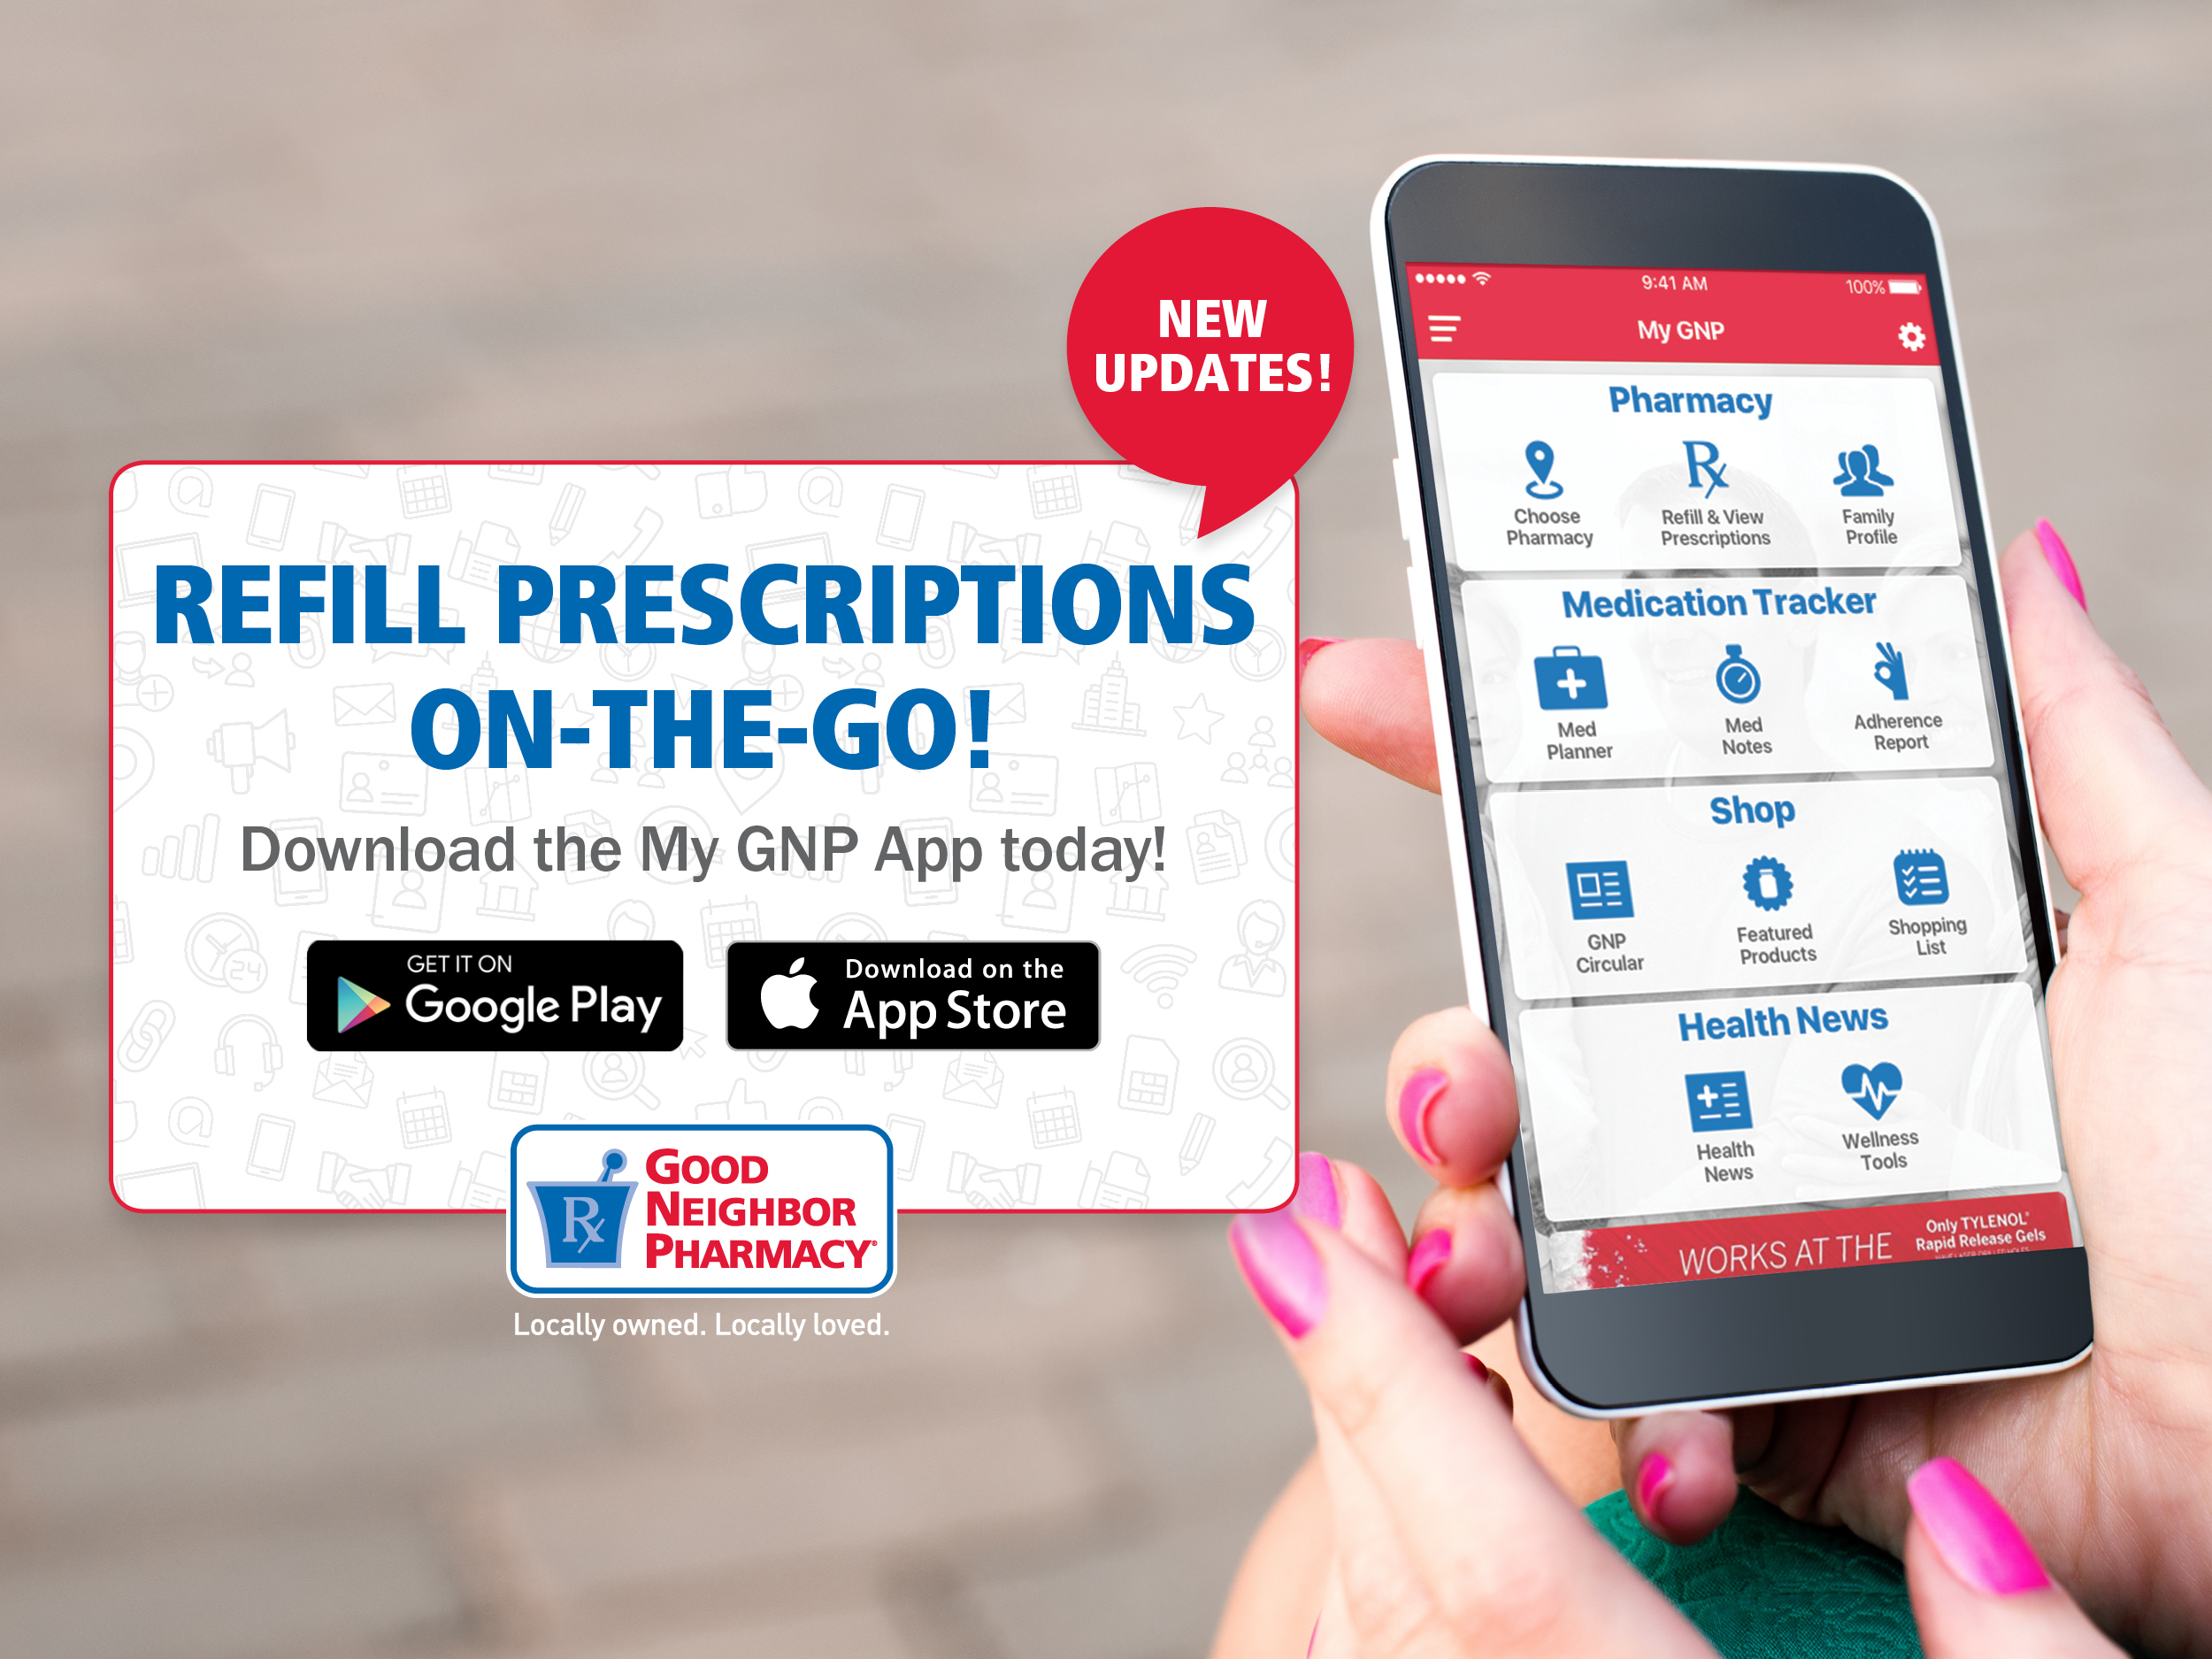 NEW
UPDATES!
REFILL PRESCRIPTIONS
ON-THE-GO!
Download the My GNP App today!
GET IT ON
Google Play
Download on the
App Store
Rx
GOOD
NEIGHBOR
PHARMACY®
Locally owned. Locally loved.
9:41 AM
100%
My GNP
Pharmacy
Choose
Pharmacy
Rx
Refill & View
Prescriptions
Family
Profile
Medication Tracker
Med
Planner
Med
Notes
Adherence
Report
Shop
GNP
Circular
Featured
Products
Shopping
List
Health News
Health
News
Wellness
Tools
WORKS AT THE
Only TYLENOL®
Rapid Release Gels